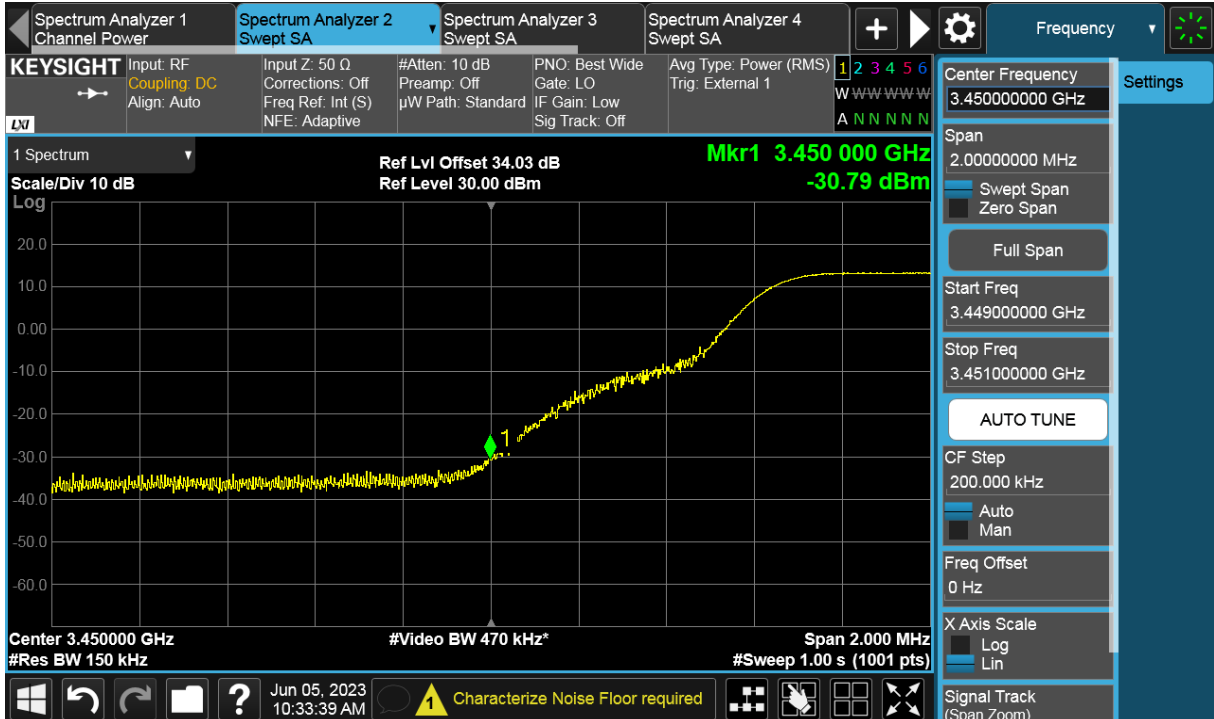 Spectrum Analyzer 1
Channel Power
Spectrum Analyzer 2
Swept SA
Spectrum Analyzer 3
Swept SA
Spectrum Analyzer 4
Swept SA
+
Frequency
KEYSIGHT
LXI
Input: RF
Coupling: DC
Align: Auto
Input Z: 50 Ω
Corrections: Off
Freq Ref: Int (S)
NFE: Adaptive
#Atten: 10 dB
Preamp: Off
µW Path: Standard
PNO: Best Wide
Gate: LO
IF Gain: Low
Sig Track: Off
Avg Type: Power (RMS)
Trig: External 1
1 2 3 4 5 6
W W W W W W
A N N N N N
1 Spectrum
Scale/Div 10 dB
Ref Lvl Offset 34.03 dB
Ref Level 30.00 dBm
Mkr1 3.450 000 GHz
-30.79 dBm
Log
20.0
10.0
0.00
-10.0
-20.0
-30.0
-40.0
-50.0
-60.0
1
Center 3.450000 GHz
#Res BW 150 kHz
#Video BW 470 kHz*
Span 2.000 MHz
#Sweep 1.00 s (1001 pts)
Center Frequency
3.450000000 GHz
Span
2.00000000 MHz
Swept Span
Zero Span
Full Span
Start Freq
3.449000000 GHz
Stop Freq
3.451000000 GHz
AUTO TUNE
CF Step
200.000 kHz
Auto
Man
Freq Offset
0 Hz
X Axis Scale
Log
Lin
Signal Track
(Span Zoom)
Settings
?
Jun 05, 2023
10:33:39 AM
1
Characterize Noise Floor required